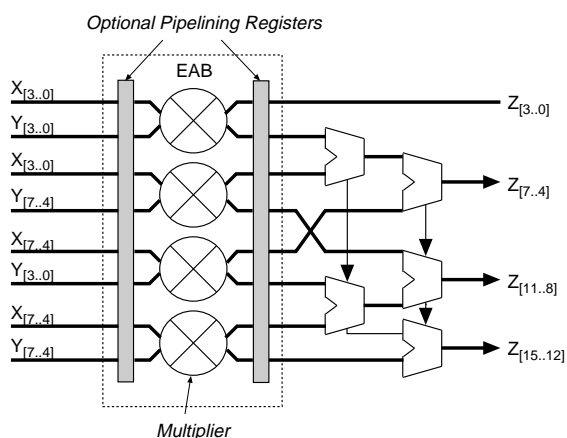 Optional Pipelining Registers
EAB
X[3..0]
Z[3..0]
Y[3..0]
X[3..0]
Z[7..4]
Y[7..4]
X[7..4]
Z[11..8]
Y[3..0]
X[7..4]
Z[15..12]
Y[7..4]
Multiplier